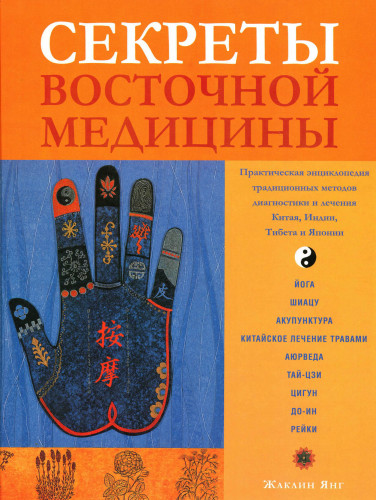 СЕКРЕТЫ
ВОСТОЧНОЙ
МЕДИЦИНЫ
Практическая энциклопедия
традиционных методов
диагностики и лечения
Китая, Индии,
Тибета и Японии
ЙОГА
ШИАЦУ
АКУПУНКТУРА
КИТАЙСКОЕ ЛЕЧЕНИЕ ТРАВАМИ
АЮРВЕДА
ТАЙ-ЦЗИ
ЦИГУН
ДО-ИН
РЕЙКИ
按
摩
皮
Жаклин Янг